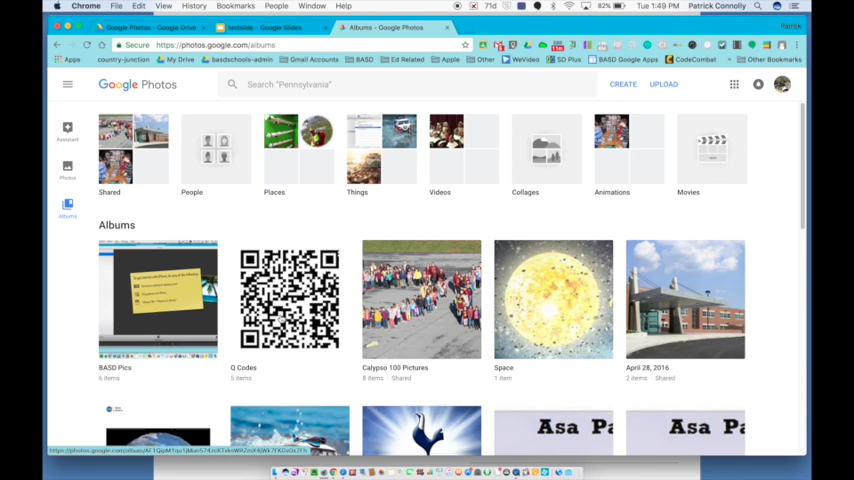 Chrome File Edit View History Bookmarks People Window Help 71d 82% Tue 1:49 PM Patrick Connolly
Google Photos - Google Drive testslide - Google Slides Albums - Google Photos Patrick
Secure https://photos.google.com/albums
Apps country-junction My Drive basdschools-admin Gmail Accounts BASD Ed Related Apple Other WeVideo SD Plus BASD Google Apps CodeCombat Other Bookmarks
Google Photos Search "Pennsylvania" CREATE UPLOAD
Assistant
Photos
Albums
Shared People Places Things Videos Collages Animations Movies
Albums
BASD Pics Q Codes Calypso 100 Pictures Space April 28, 2016
6 items 5 items 8 items · Shared 1 item 2 items · Shared
Asa Pa Asa Pa